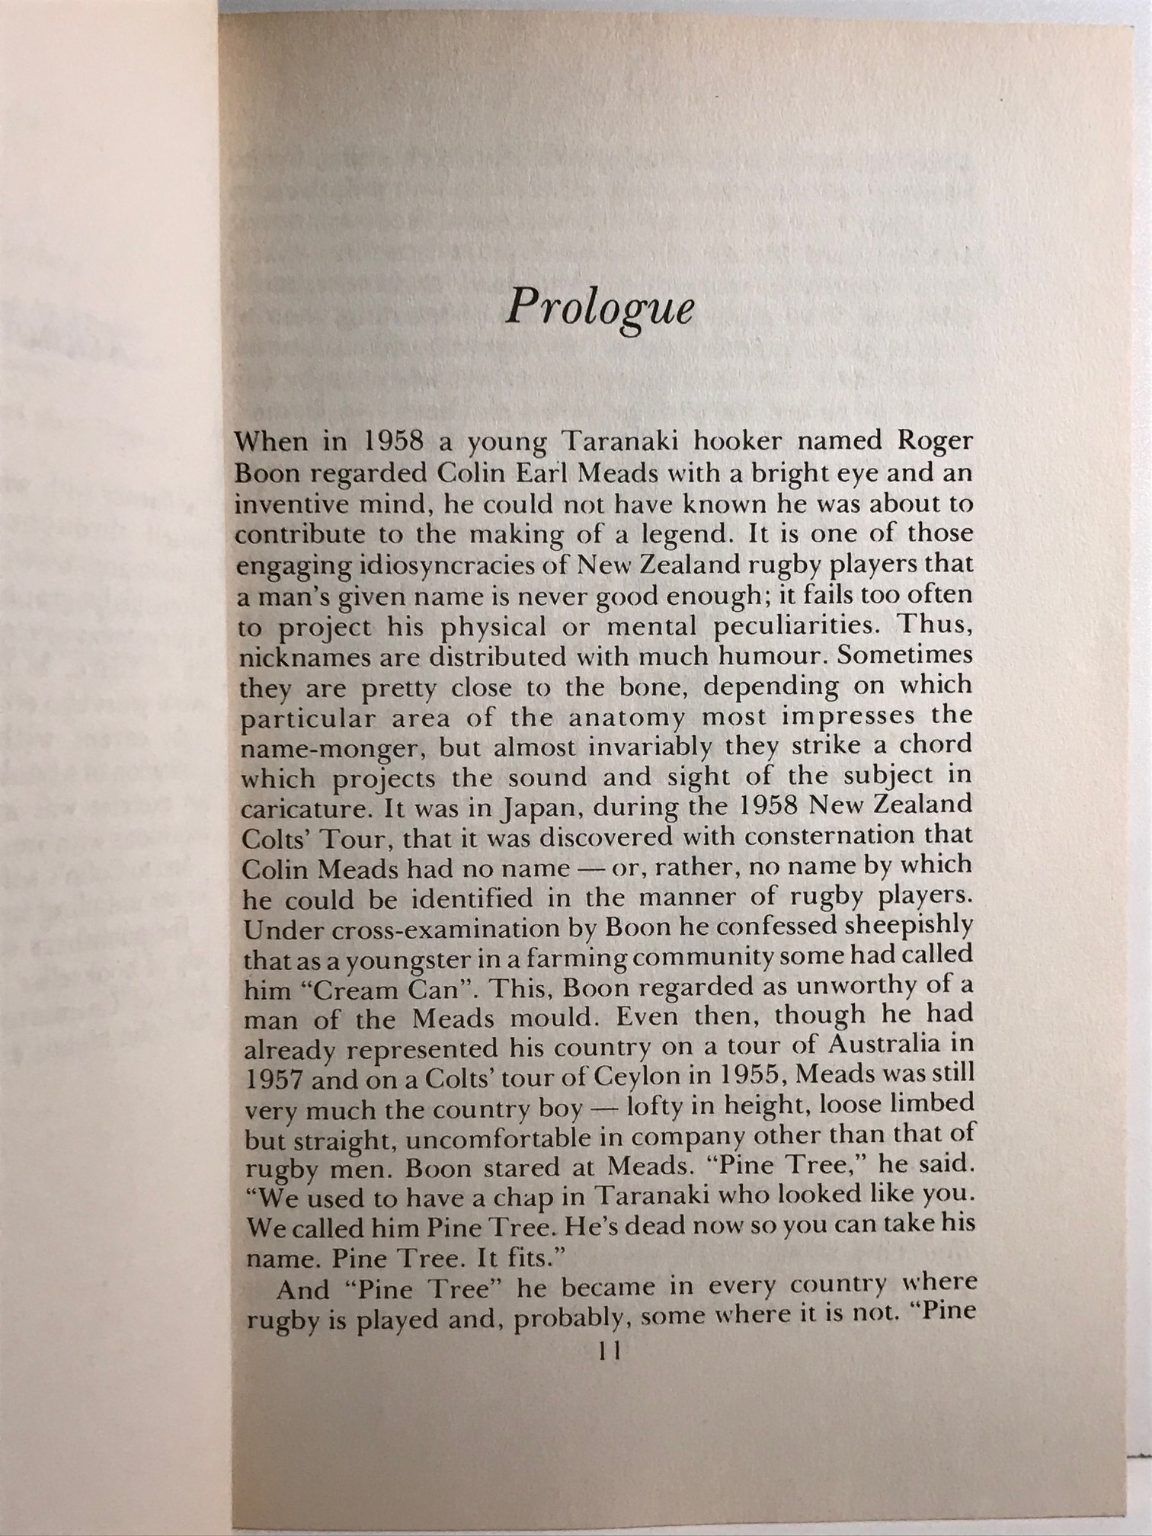 Prologue
When in 1958 a young Taranaki hooker named Roger
Boon regarded Colin Earl Meads with a bright eye and an
inventive mind, he could not have known he was about to
contribute to the making of a legend. It is one of those
engaging idiosyncracies of New Zealand rugby players that
a man’s given name is never good enough; it fails too often
to project his physical or mental peculiarities. Thus,
nicknames are distributed with much humour. Sometimes
they are pretty close to the bone, depending on which
particular area of the anatomy most impresses the
name-monger, but almost invariably they strike a chord
which projects the sound and sight of the subject in
caricature. It was in Japan, during the 1958 New Zealand
Colts’ Tour, that it was discovered with consternation that
Colin Meads had no name — or, rather, no name by which
he could be identified in the manner of rugby players.
Under cross-examination by Boon he confessed sheepishly
that as a youngster in a farming community some had called
him “Cream Can”. This, Boon regarded as unworthy of a
man of the Meads mould. Even then, though he had
already represented his country on a tour of Australia in
1957 and on a Colts’ tour of Ceylon in 1955, Meads was still
very much the country boy — lofty in height, loose limbed
but straight, uncomfortable in company other than that of
rugby men. Boon stared at Meads. “Pine Tree,” he said.
“We used to have a chap in Taranaki who looked like you.
We called him Pine Tree. He’s dead now so you can take his
name. Pine Tree. It fits.”
And “Pine Tree” he became in every country where
rugby is played and, probably, some where it is not. “Pine
11